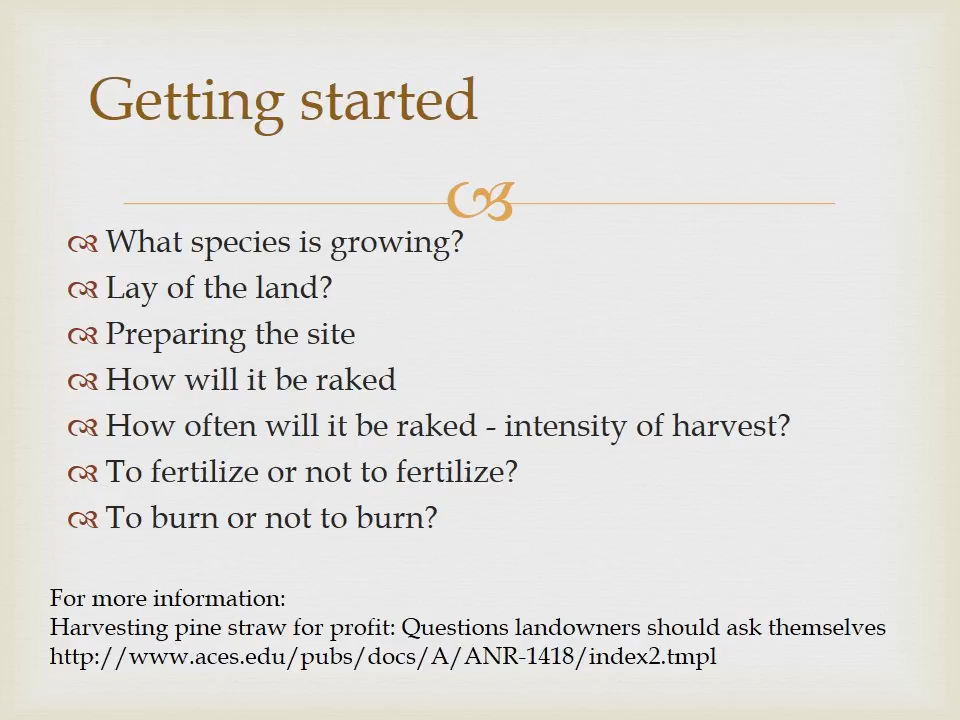 Getting started
What species is growing?
Lay of the land?
Preparing the site
How will it be raked
How often will it be raked - intensity of harvest?
To fertilize or not to fertilize?
To burn or not to burn?
For more information:
Harvesting pine straw for profit: Questions landowners should ask themselves
http://www.aces.edu/pubs/docs/A/ANR-1418/index2.tmpl